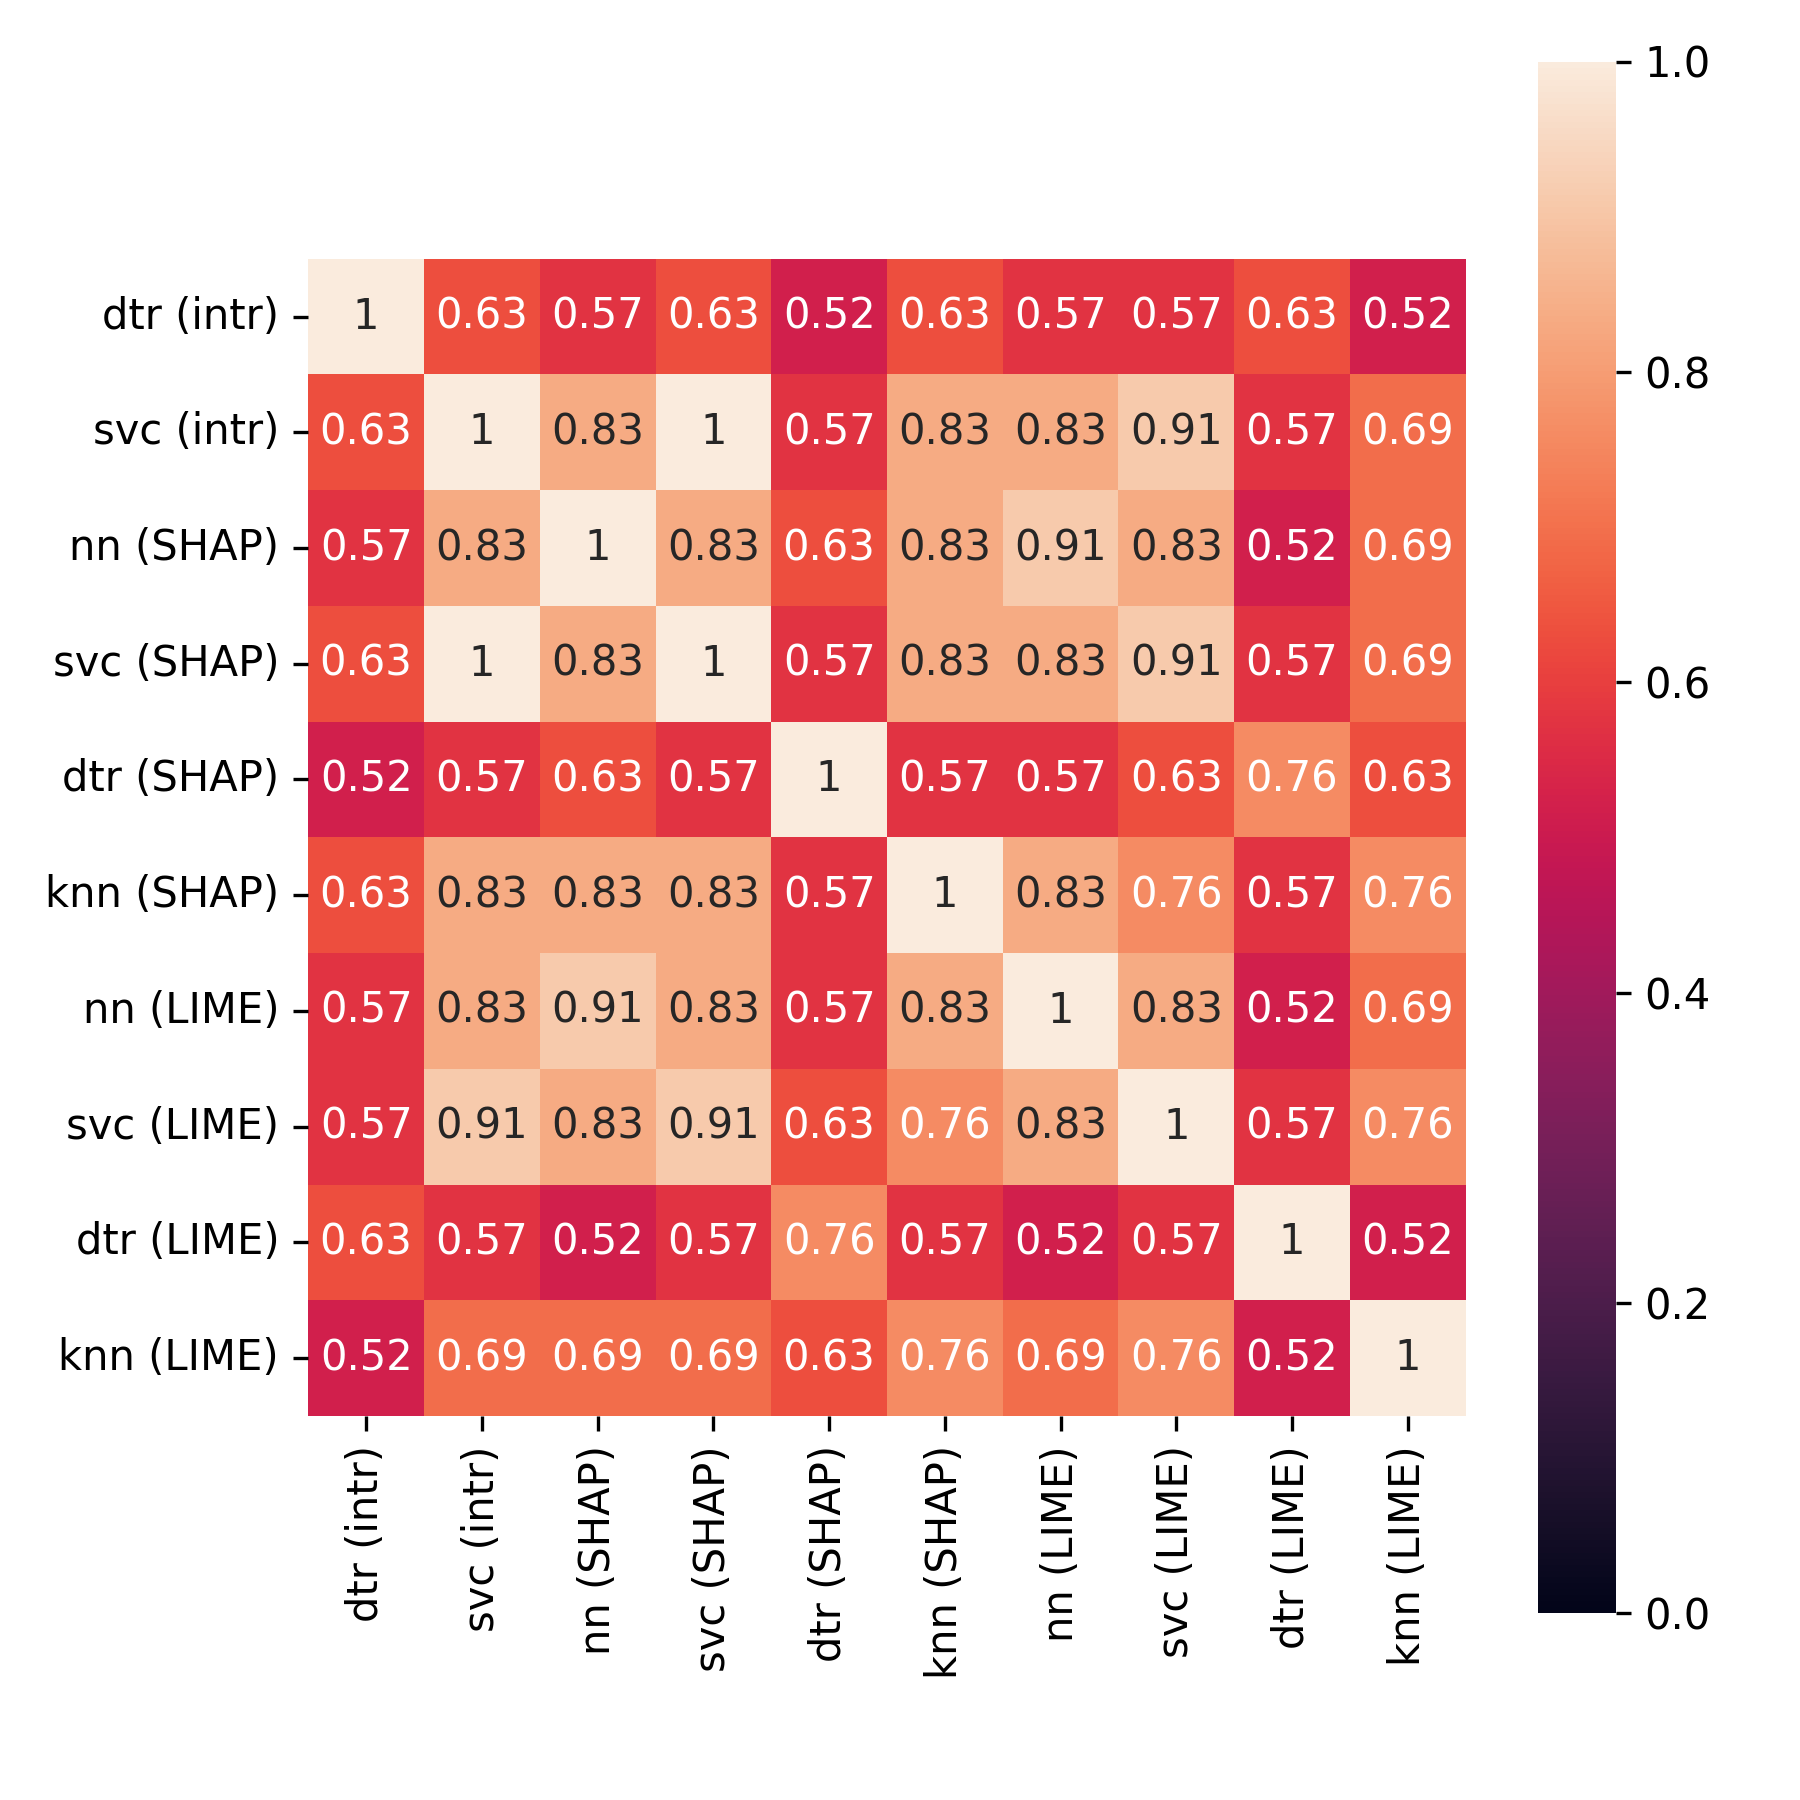 dtr (intr) 1 0.63 0.57 0.63 0.52 0.63 0.57 0.57 0.63 0.52
svc (intr) 0.63 1 0.83 1 0.57 0.83 0.83 0.91 0.57 0.69
nn (SHAP) 0.57 0.83 1 0.83 0.63 0.83 0.91 0.83 0.52 0.69
svc (SHAP) 0.63 1 0.83 1 0.57 0.83 0.83 0.91 0.57 0.69
dtr (SHAP) 0.52 0.57 0.63 0.57 1 0.57 0.57 0.63 0.76 0.63
knn (SHAP) 0.63 0.83 0.83 0.83 0.57 1 0.83 0.76 0.57 0.76
nn (LIME) 0.57 0.83 0.91 0.83 0.57 0.83 1 0.83 0.52 0.69
svc (LIME) 0.57 0.91 0.83 0.91 0.63 0.76 0.83 1 0.57 0.76
dtr (LIME) 0.63 0.57 0.52 0.57 0.76 0.57 0.52 0.57 1 0.52
knn (LIME) 0.52 0.69 0.69 0.69 0.63 0.76 0.69 0.76 0.52 1
dtr (intr)
svc (intr)
nn (SHAP)
svc (SHAP)
dtr (SHAP)
knn (SHAP)
nn (LIME)
svc (LIME)
dtr (LIME)
knn (LIME)
1.0
0.8
0.6
0.4
0.2
0.0